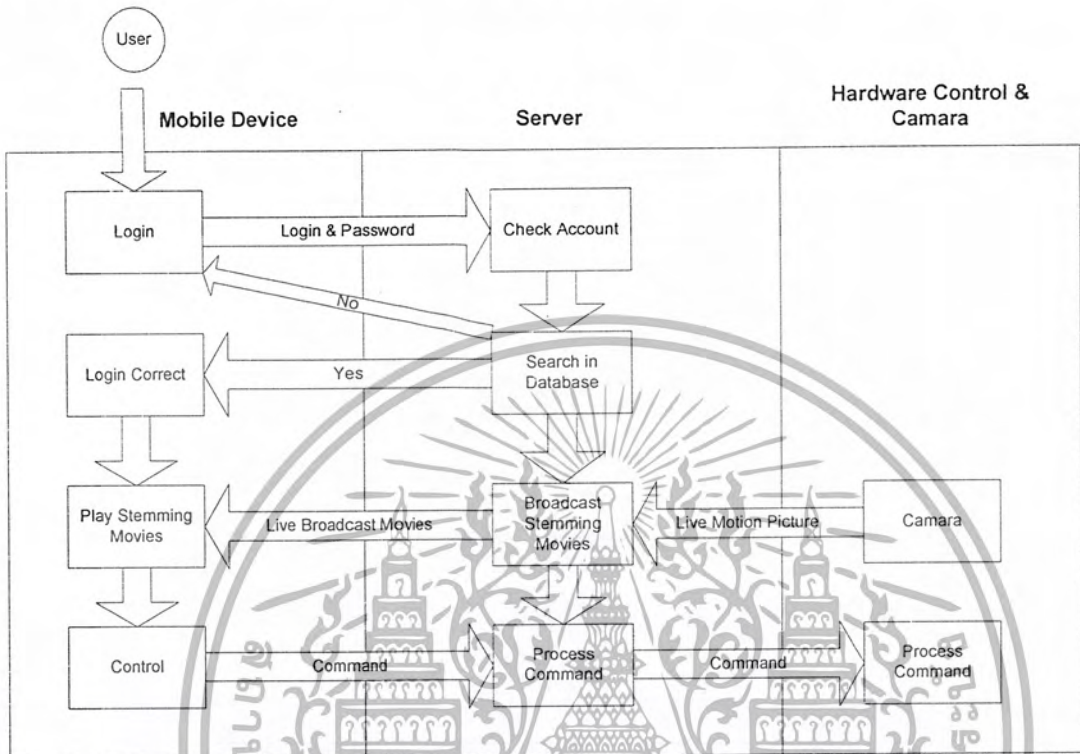 User
Mobile Device
Server
Hardware Control &
Camara
Login
Login & Password
Check Account
No
Login Correct
Yes
Search in
Database
Play Stemming
Movies
Live Broadcast Movies
Broadcast
Stemming
Movies
Live Motion Picture
Camara
Control
Command
Process
Command
Command
Process
Command